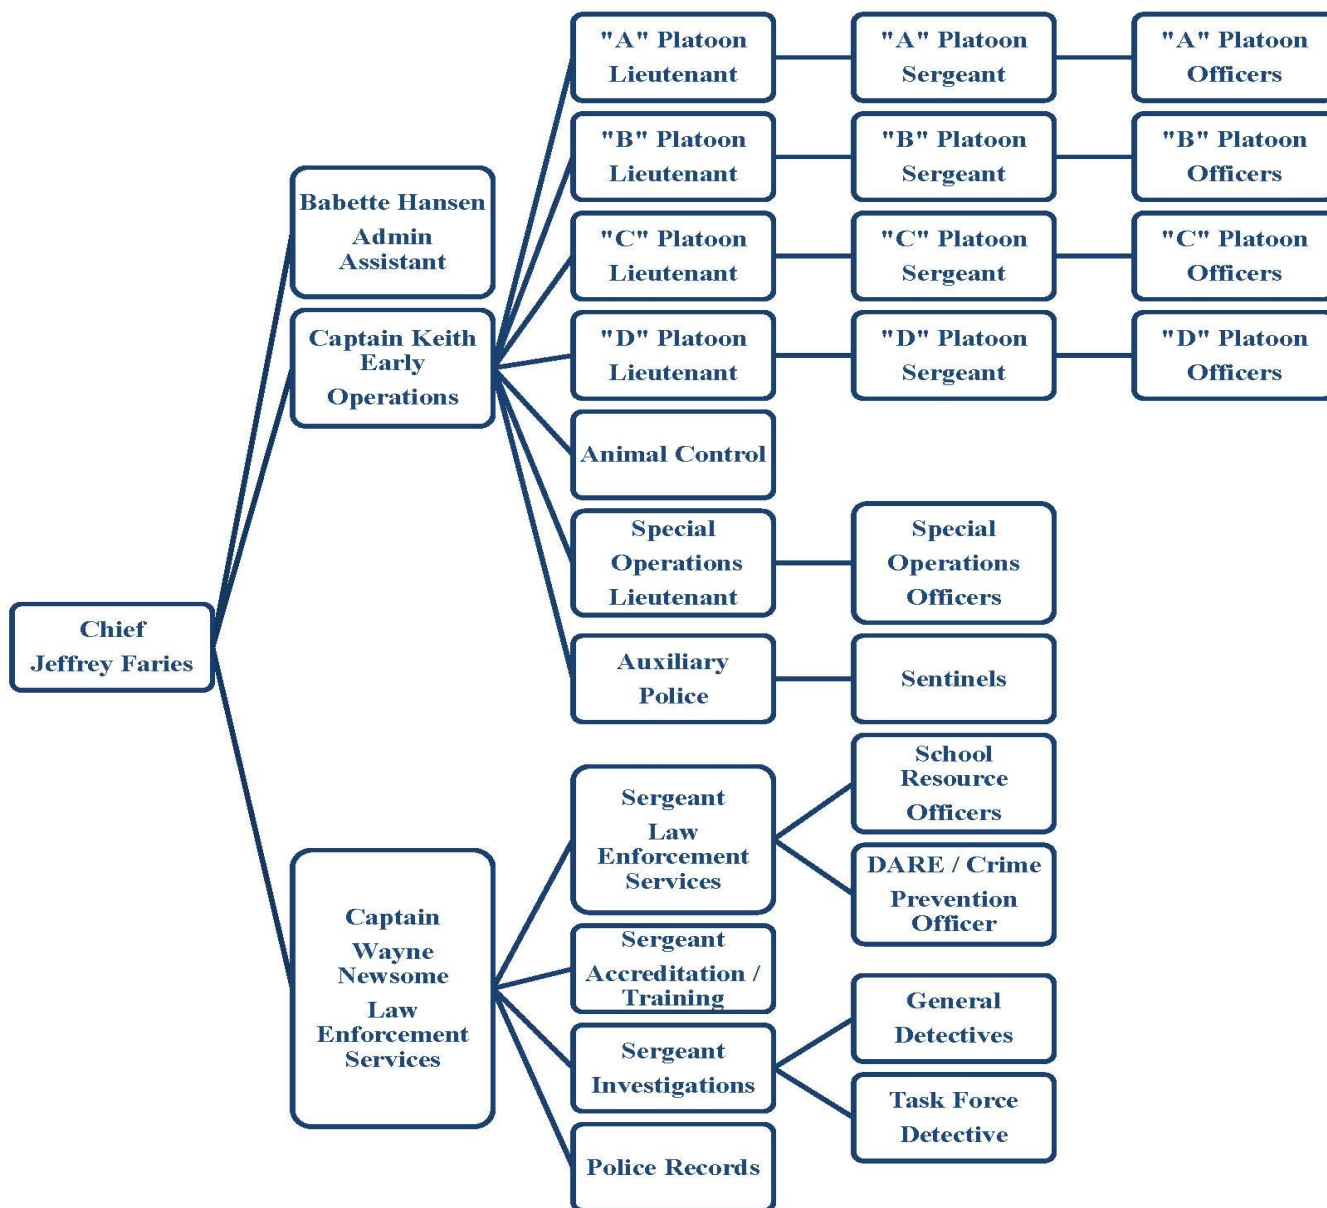 "A" Platoon
Lieutenant
"A" Platoon
Sergeant
"A" Platoon
Officers
"B" Platoon
Lieutenant
"B" Platoon
Sergeant
"B" Platoon
Officers
Babette Hansen
Admin
Assistant
"C" Platoon
Lieutenant
"C" Platoon
Sergeant
"C" Platoon
Officers
Captain Keith
Early
Operations
"D" Platoon
Lieutenant
"D" Platoon
Sergeant
"D" Platoon
Officers
Animal Control
Special
Operations
Lieutenant
Special
Operations
Officers
Chief
Jeffrey Faries
Auxiliary
Police
Sentinels
Captain
Wayne
Newsome
Law
Enforcement
Services
Sergeant
Law
Enforcement
Services
School
Resource
Officers
DARE / Crime
Prevention
Officer
Sergeant
Accreditation /
Training
Sergeant
Investigations
General
Detectives
Task Force
Detective
Police Records